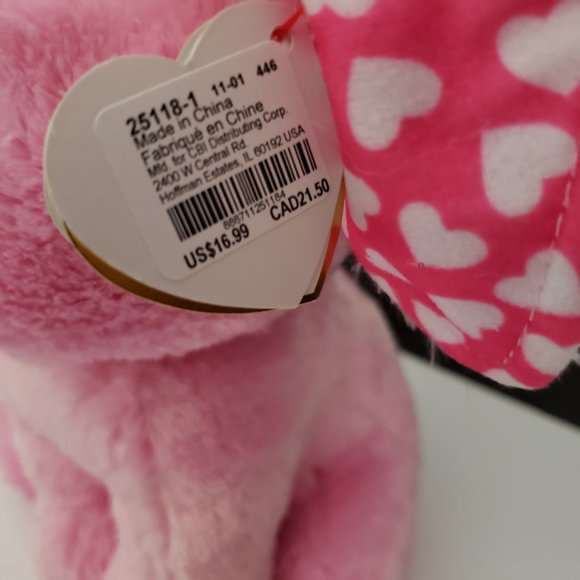 25118-1 11-01 446
Made in China
Fabriqué en Chine
Mfd. for CBI Distributing Corp.
2400 W Central Rd.
Hoffman Estates, IL 60192 USA
888711251184
US$16.99 CAD21.50